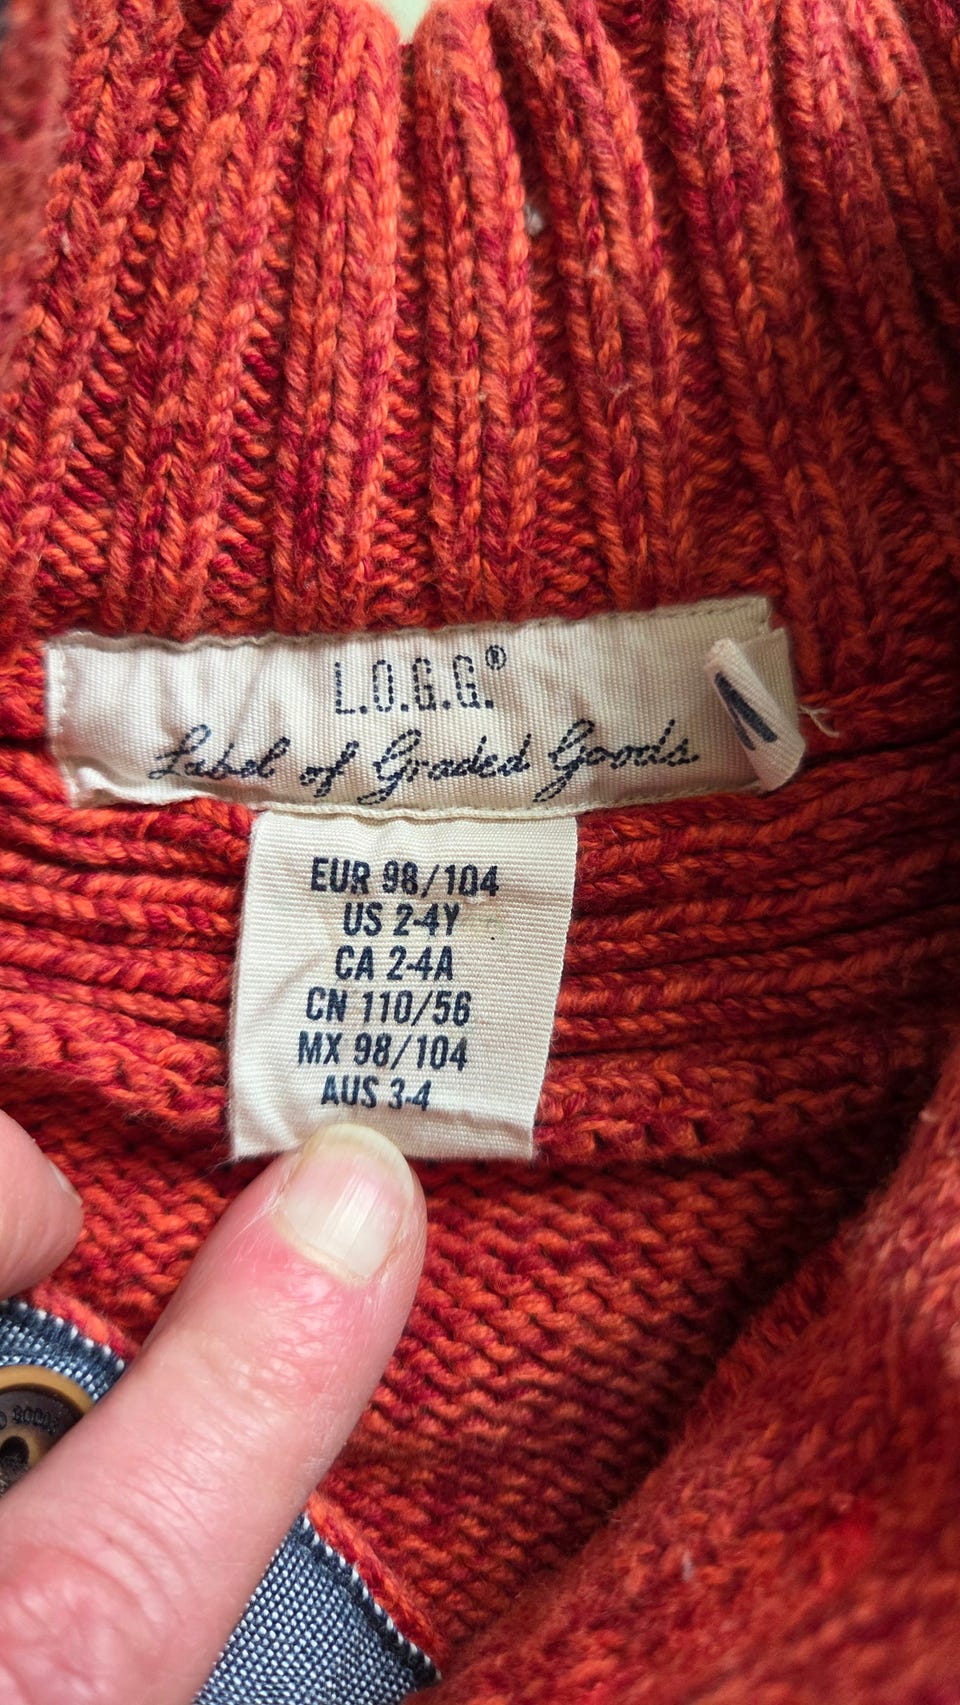 L.O.G.G.®
Label of Graded Goods
EUR 98/104
US 2-4Y
CA 2-4A
CN 110/56
MX 98/104
AUS 3-4